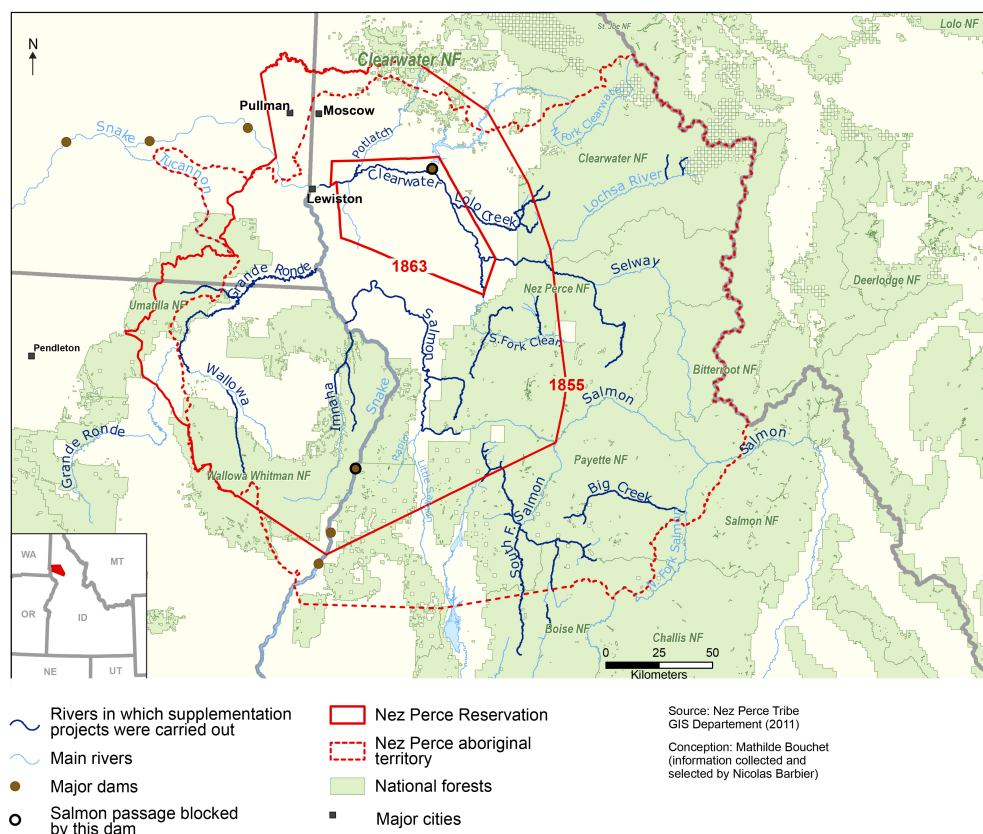 N
St. Joe NF
Lolo NF
Clearwater NF
Pullman
Moscow
Snake
Tucannon
Potlatch
N.Fork Clearwater
Clearwater NF
Clearwater
Lochsa River
Lewiston
Lolo Creek
1863
Grande Ronde
Selway
Deerlodge NF
Nez Perce NF
Umatilla NF
Pendleton
Salmon
S.Fork Clear.
Bitterroot NF
Wallowa
Imnaha
Snake
1855
Salmon
Grande Ronde
Rapid
Salmon
Wallowa Whitman NF
Little Salmon
Payette NF
Big Creek
South F. Salmon
Salmon NF
Boise NF
Challis NF
WA
MT
OR
ID
NE
UT
0 25 50
Kilometers
Rivers in which supplementation
projects were carried out
Main rivers
Major dams
Salmon passage blocked
by this dam
Nez Perce Reservation
Nez Perce aboriginal
territory
National forests
Major cities
Source: Nez Perce Tribe
GIS Departement (2011)
Conception: Mathilde Bouchet
(information collected and
selected by Nicolas Barbier)